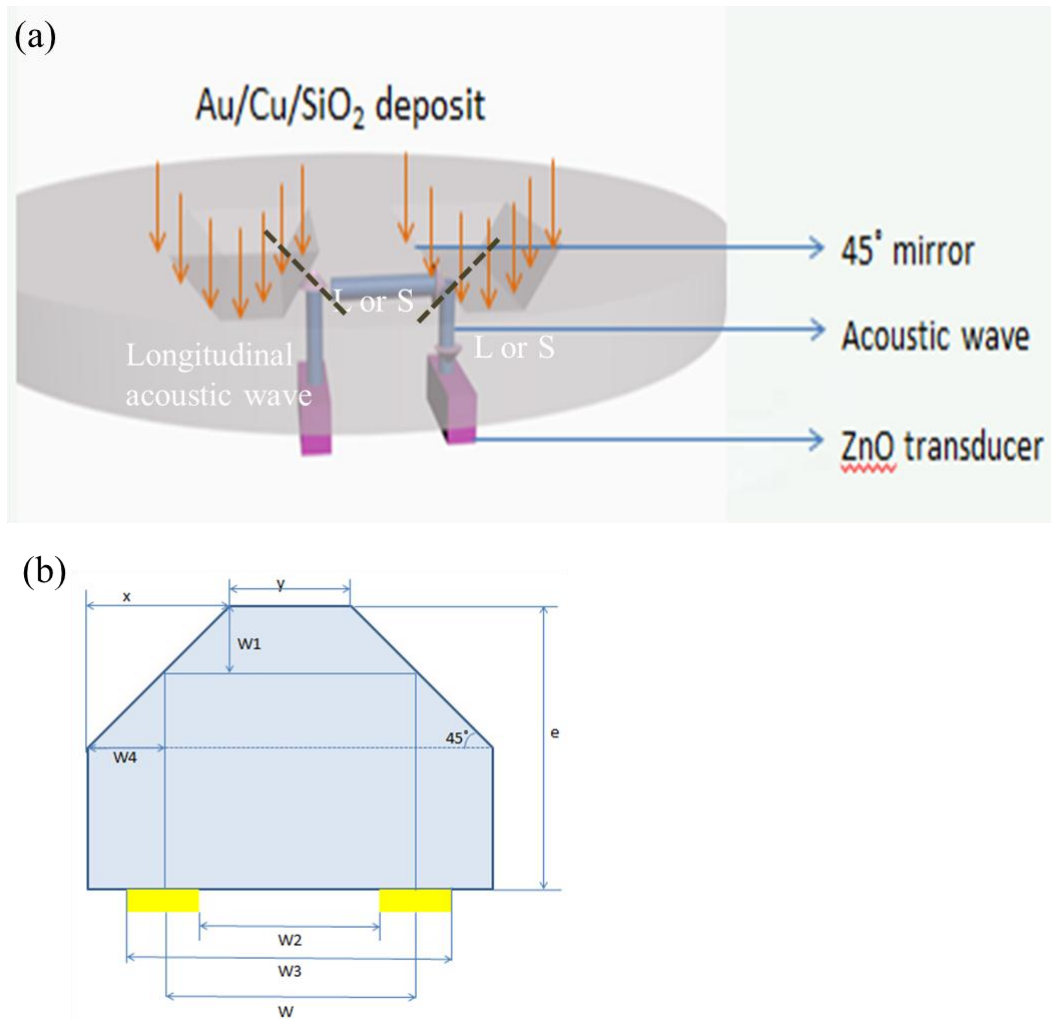 (a)
Au/Cu/SiO₂ deposit
45° mirror
L or S
Longitudinal
acoustic wave
L or S
Acoustic wave
ZnO transducer
(b)
x
y
W1
45°
e
W4
W2
W3
W